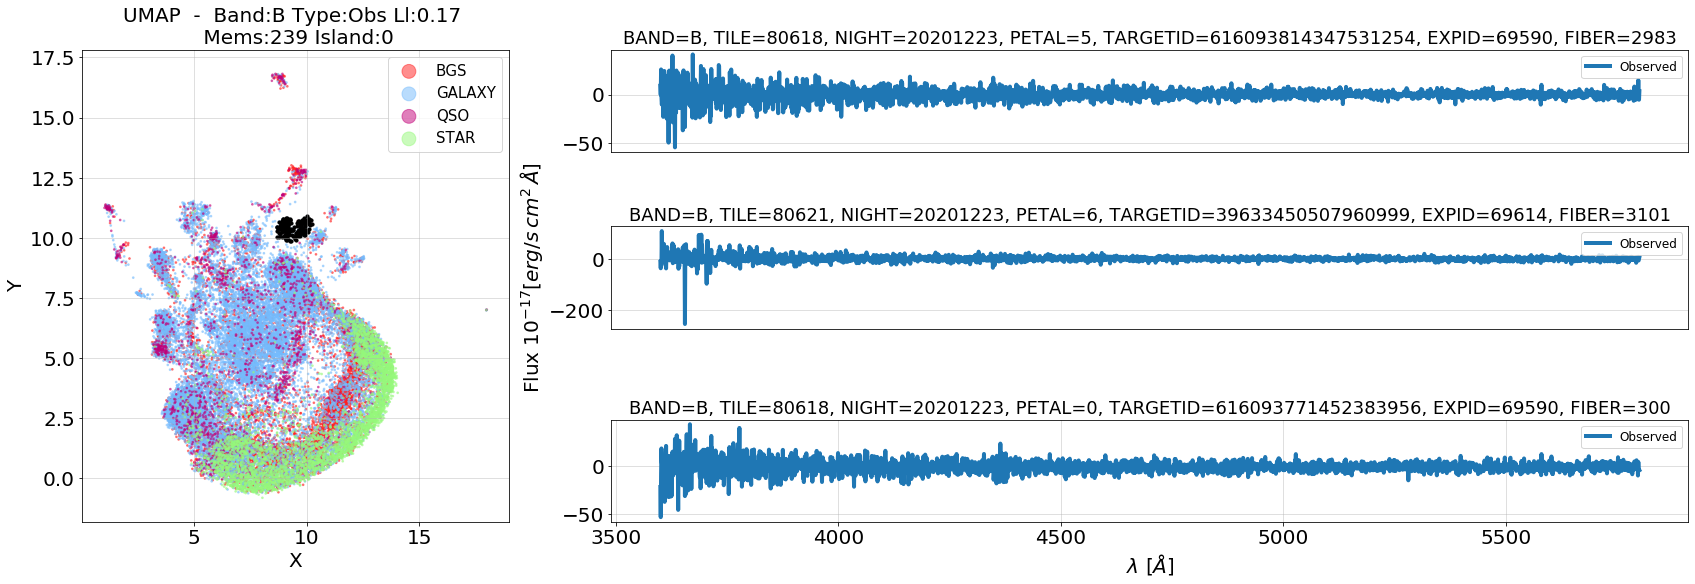 UMAP  -  Band:B Type:Obs Ll:0.17
Mems:239 Island:0
17.5
15.0
12.5
10.0
7.5
5.0
2.5
0.0
Y
5
10
15
X
BGS
GALAXY
QSO
STAR
Flux 10^{-17}[erg/s cm^2 Å]
BAND=B, TILE=80618, NIGHT=20201223, PETAL=5, TARGETID=616093814347531254, EXPID=69590, FIBER=2983
0
−50
Observed
BAND=B, TILE=80621, NIGHT=20201223, PETAL=6, TARGETID=39633450507960999, EXPID=69614, FIBER=3101
0
−200
Observed
BAND=B, TILE=80618, NIGHT=20201223, PETAL=0, TARGETID=616093771452383956, EXPID=69590, FIBER=300
0
−50
Observed
3500
4000
4500
5000
5500
λ [Å]